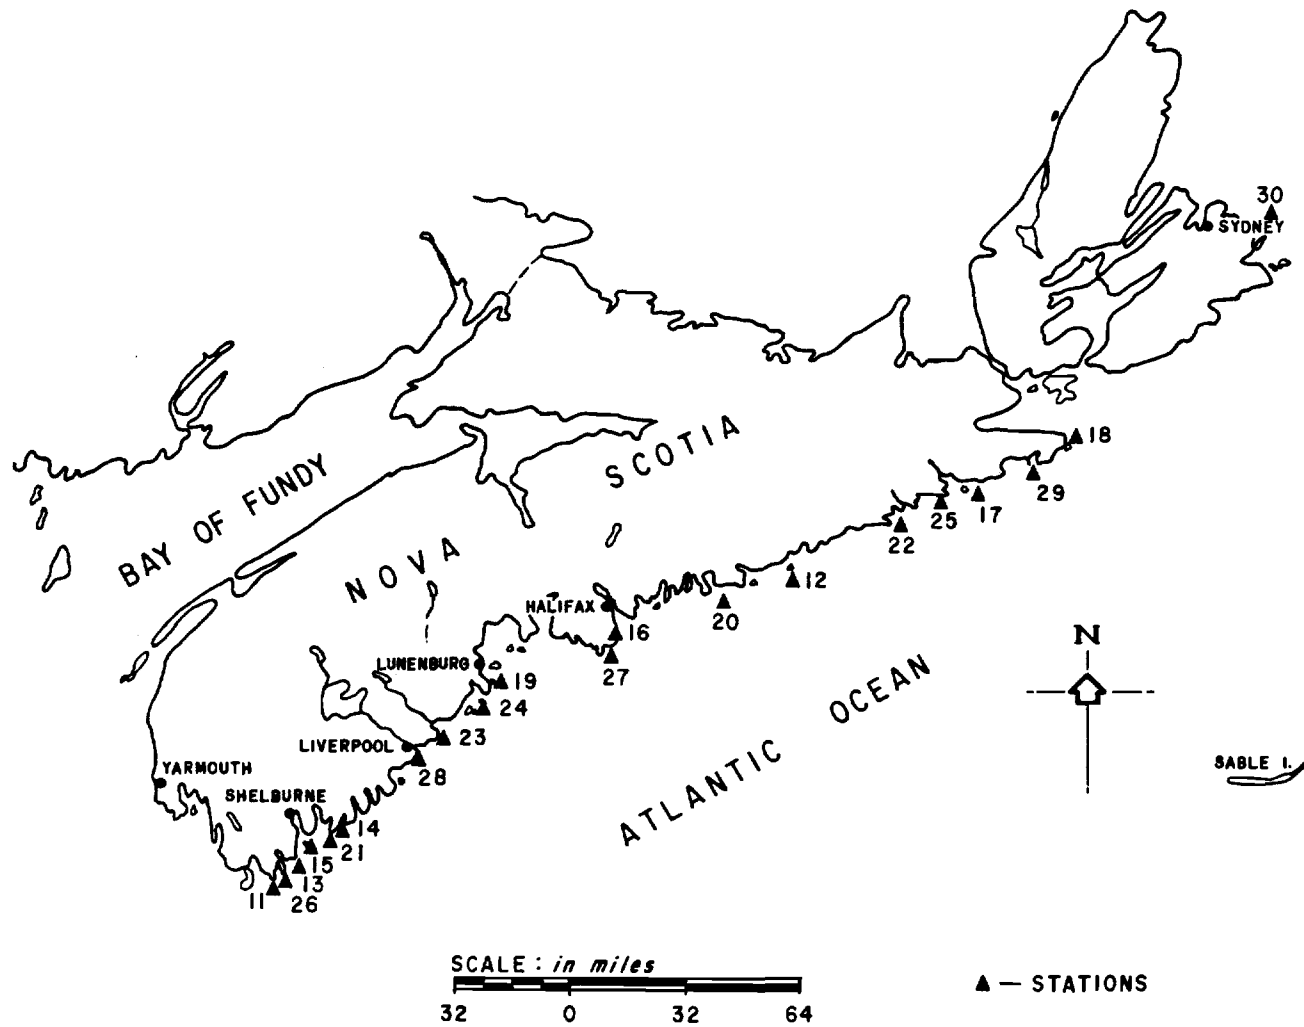 30
SYDNEY
SCOTIA
18
BAY OF FUNDY
29
25
17
22
NOVA
12
HALIFAX
20
16
N
LUNENBURG
27
19
OCEAN
24
23
LIVERPOOL
28
ATLANTIC
SABLE I.
YARMOUTH
SHELBURNE
14
21
15
13
11
26
SCALE: in miles
32 0 32 64
— STATIONS